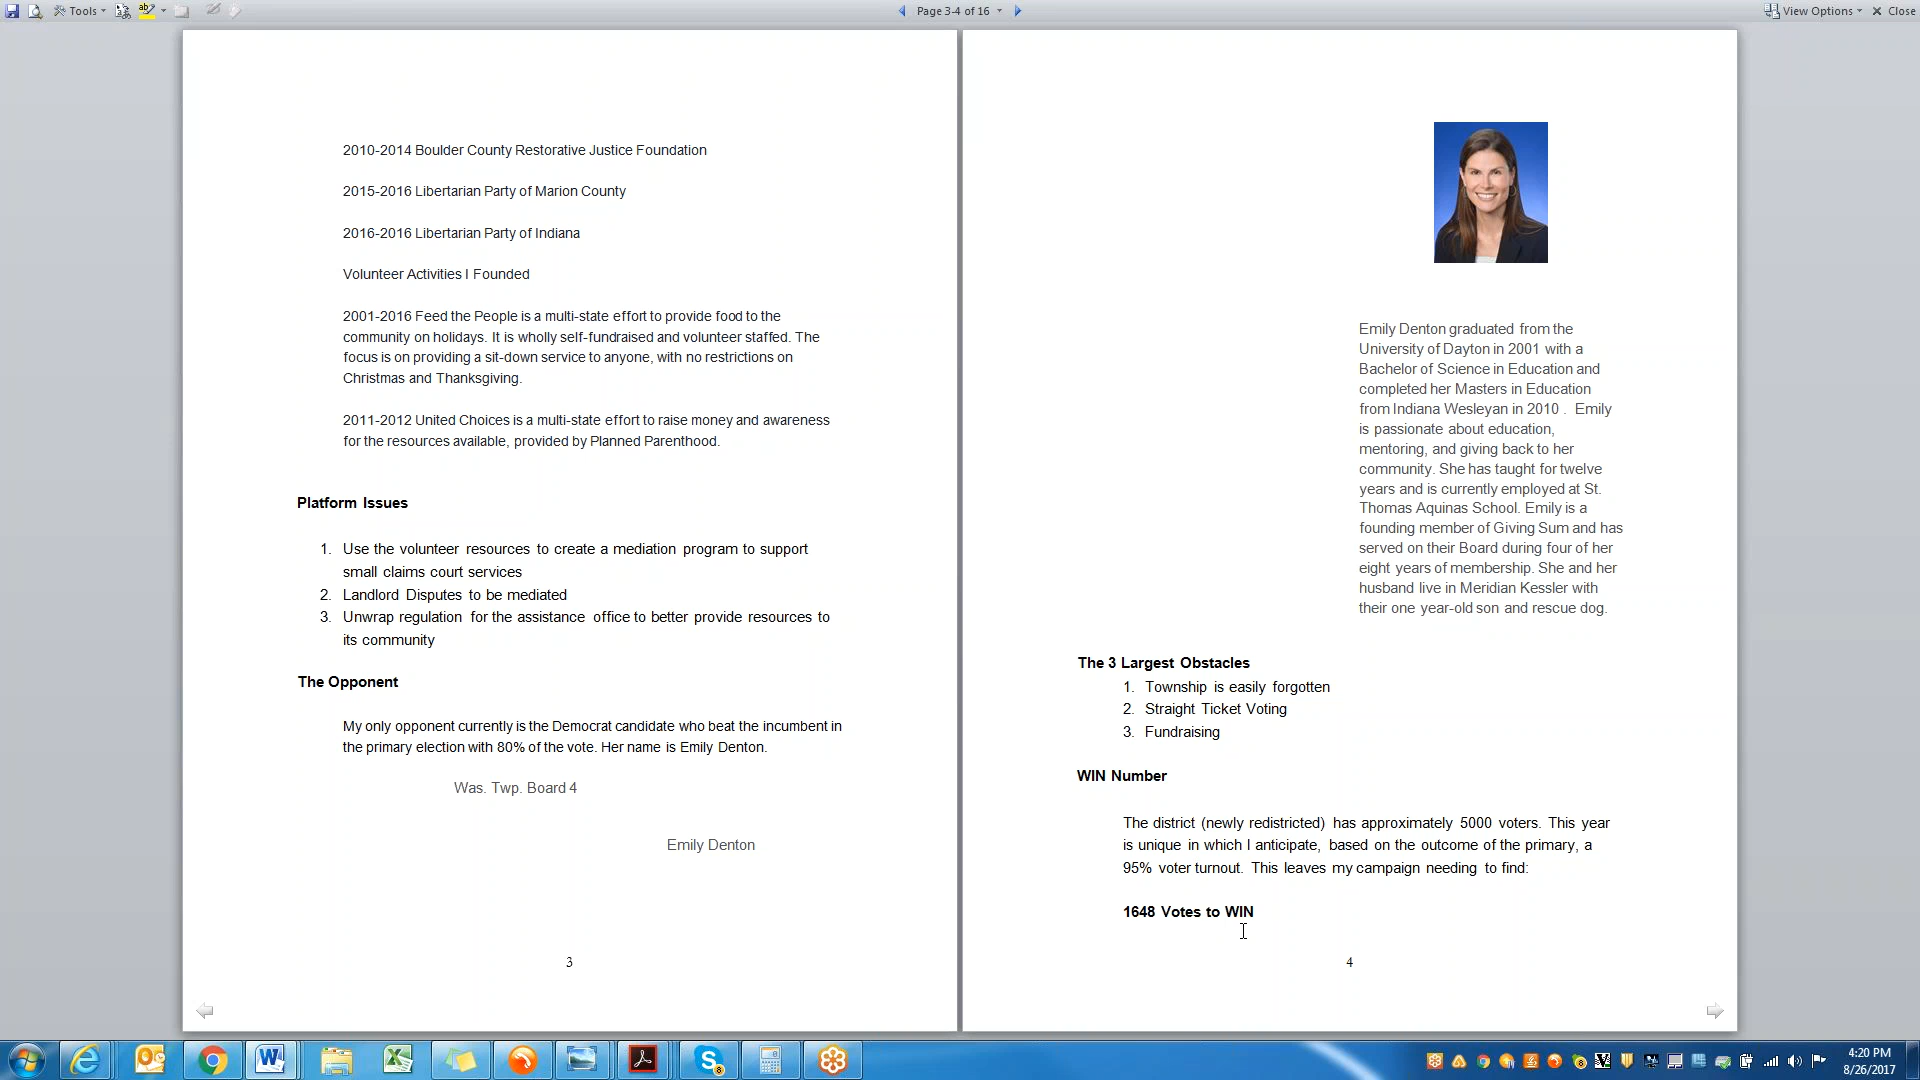 Tools
Page 3-4 of 16
View Options
Close
2010-2014 Boulder County Restorative Justice Foundation
2015-2016 Libertarian Party of Marion County
2016-2016 Libertarian Party of Indiana
Volunteer Activities I Founded
2001-2016 Feed the People is a multi-state effort to provide food to the
community on holidays. It is wholly self-fundraised and volunteer staffed. The
focus is on providing a sit-down service to anyone, with no restrictions on
Christmas and Thanksgiving.
2011-2012 United Choices is a multi-state effort to raise money and awareness
for the resources available, provided by Planned Parenthood.
Platform Issues
1. Use the volunteer resources to create a mediation program to support
small claims court services
2. Landlord Disputes to be mediated
3. Unwrap regulation for the assistance office to better provide resources to
its community
The Opponent
My only opponent currently is the Democrat candidate who beat the incumbent in
the primary election with 80% of the vote. Her name is Emily Denton.
Was. Twp. Board 4
Emily Denton
3
Emily Denton graduated from the
University of Dayton in 2001 with a
Bachelor of Science in Education and
completed her Masters in Education
from Indiana Wesleyan in 2010 . Emily
is passionate about education,
mentoring, and giving back to her
community. She has taught for twelve
years and is currently employed at St.
Thomas Aquinas School. Emily is a
founding member of Giving Sum and has
served on their Board during four of her
eight years of membership. She and her
husband live in Meridian Kessler with
their one year-old son and rescue dog.
The 3 Largest Obstacles
1. Township is easily forgotten
2. Straight Ticket Voting
3. Fundraising
WIN Number
The district (newly redistricted) has approximately 5000 voters. This year
is unique in which I anticipate, based on the outcome of the primary, a
95% voter turnout. This leaves my campaign needing to find:
1648 Votes to WIN
4
4:20 PM
8/26/2017